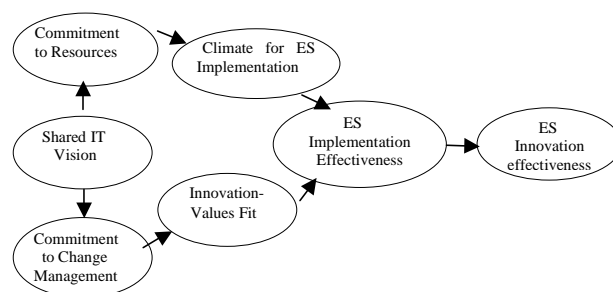 Commitment
to Resources
Climate for ES
Implementation
Shared IT
Vision
ES
Implementation
Effectiveness
ES
Innovation
effectiveness
Innovation-
Values Fit
Commitment
to Change
Management